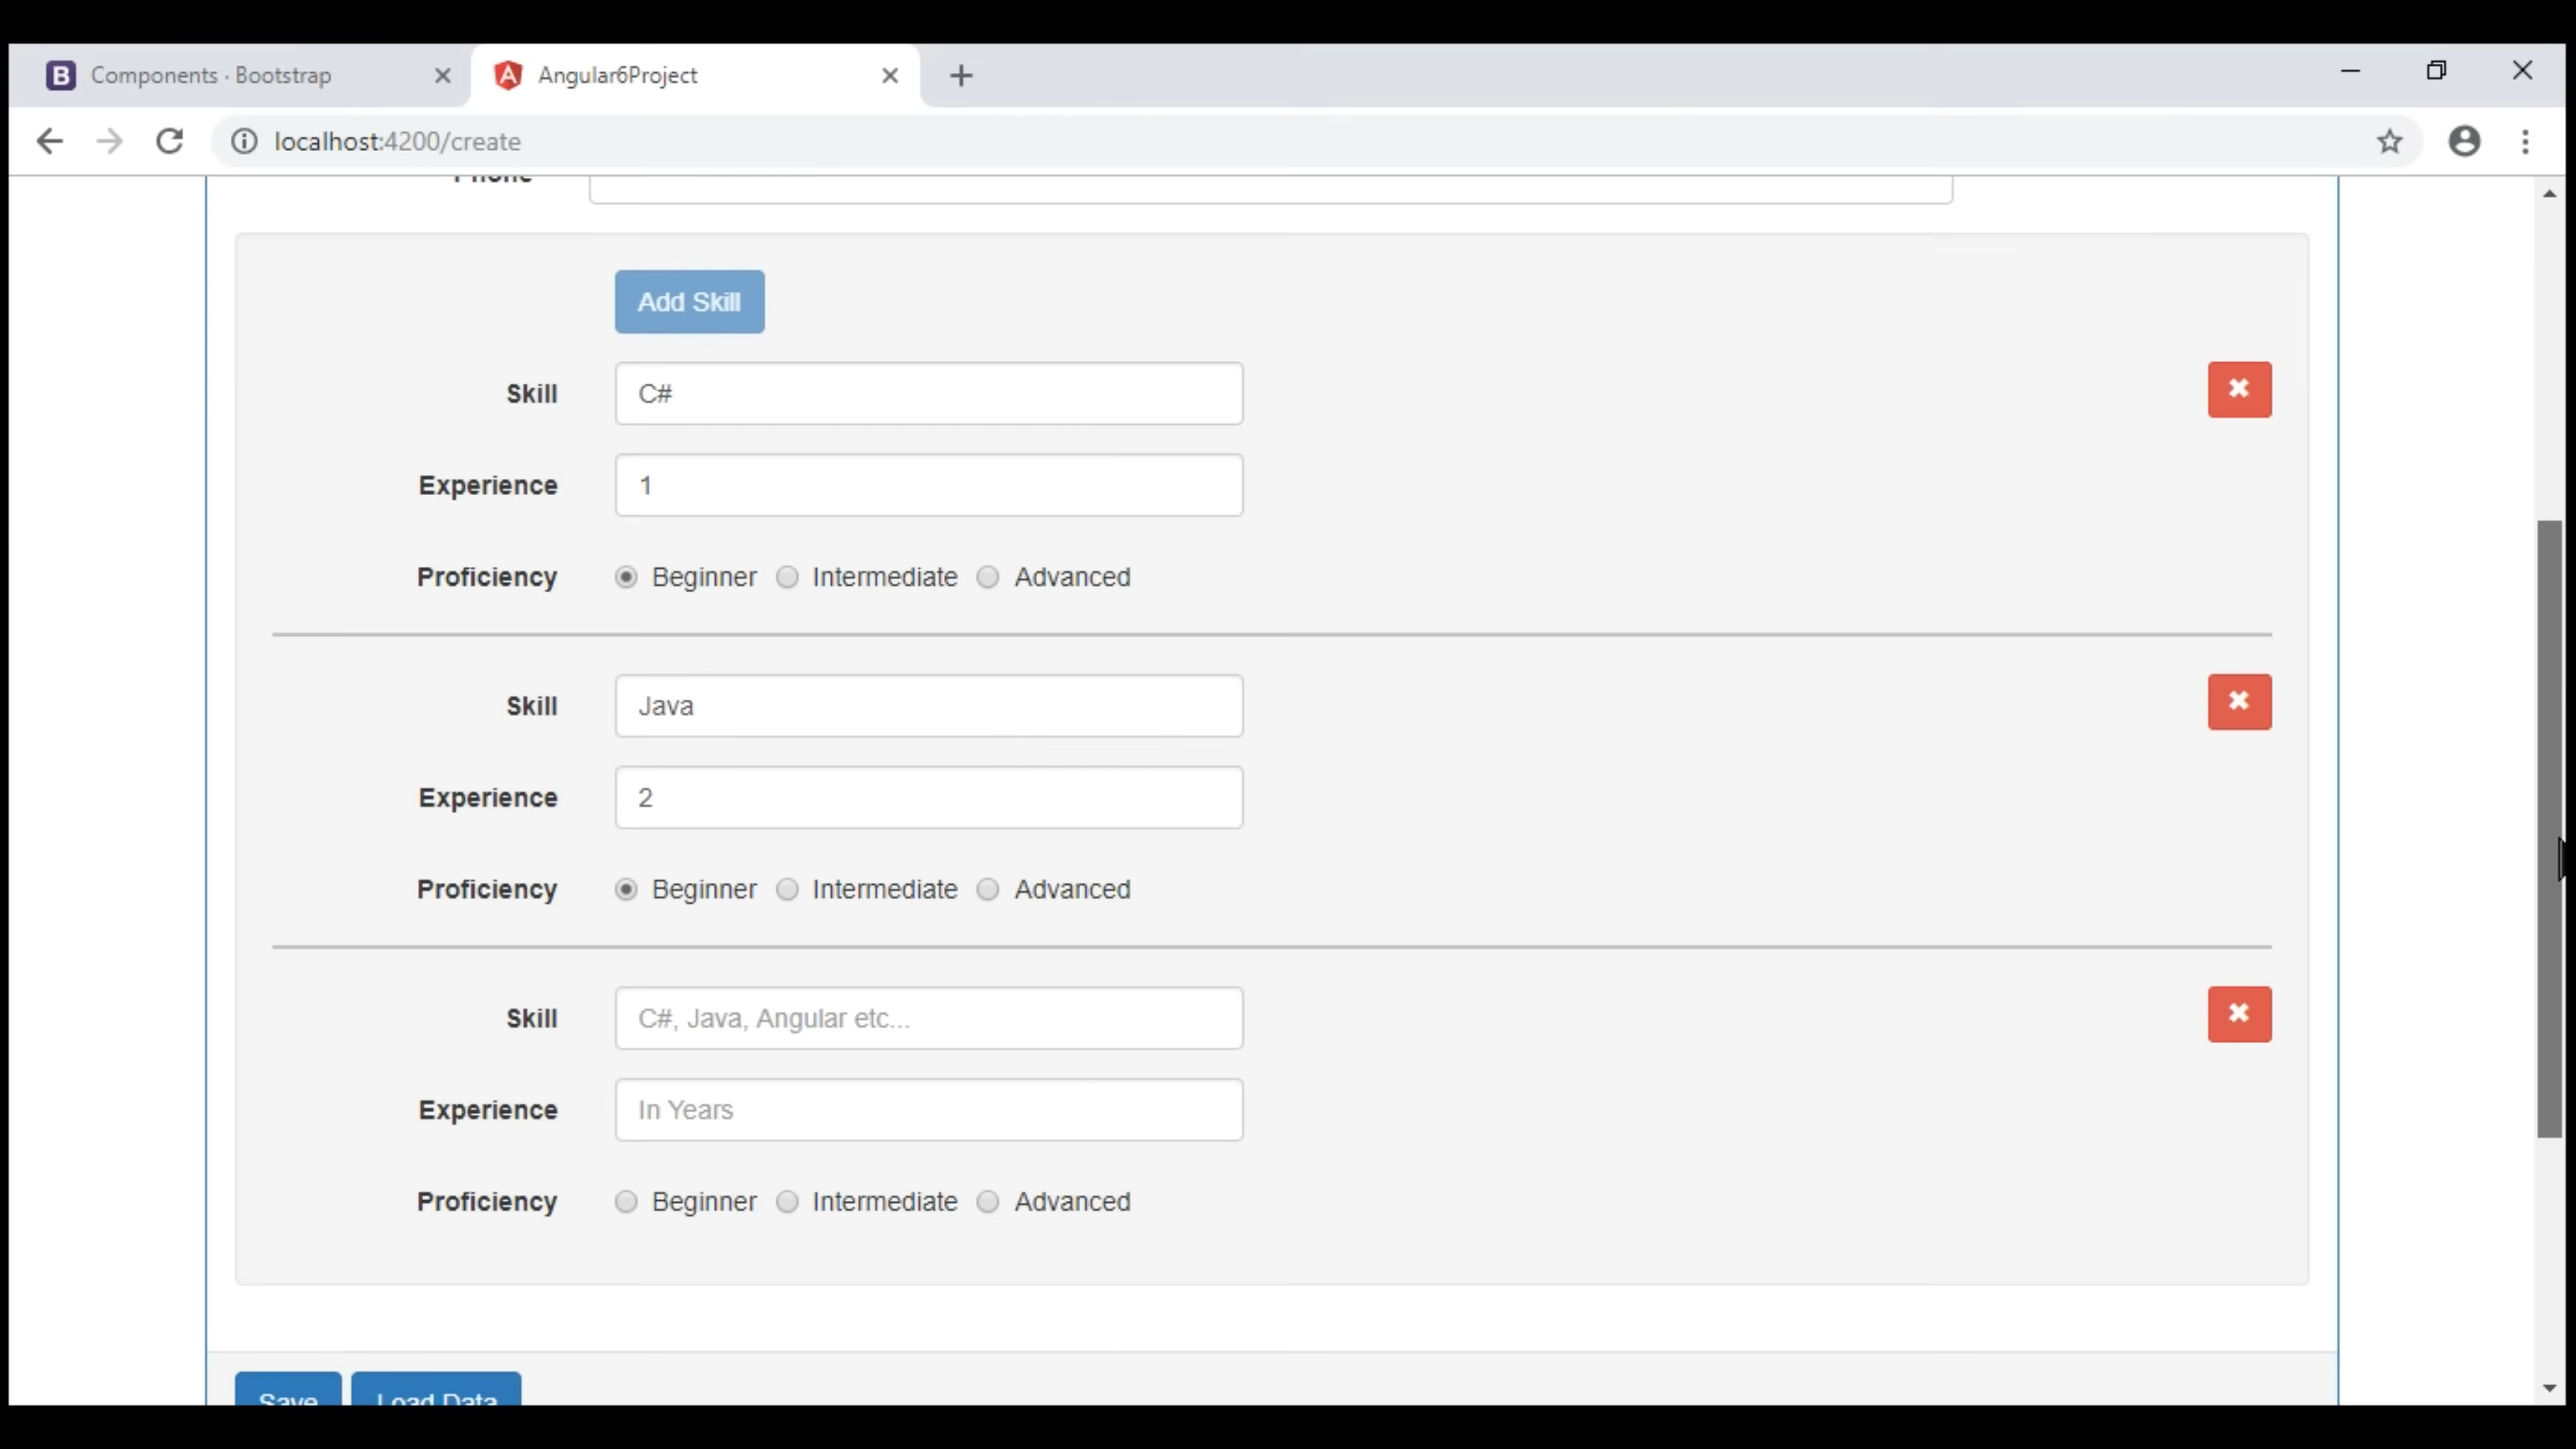 Components · Bootstrap
Angular6Project
localhost:4200/create
Phone
Add Skill
Skill C#
Experience 1
Proficiency Beginner Intermediate Advanced
Skill Java
Experience 2
Proficiency Beginner Intermediate Advanced
Skill C#, Java, Angular etc...
Experience In Years
Proficiency Beginner Intermediate Advanced
Save Load Data